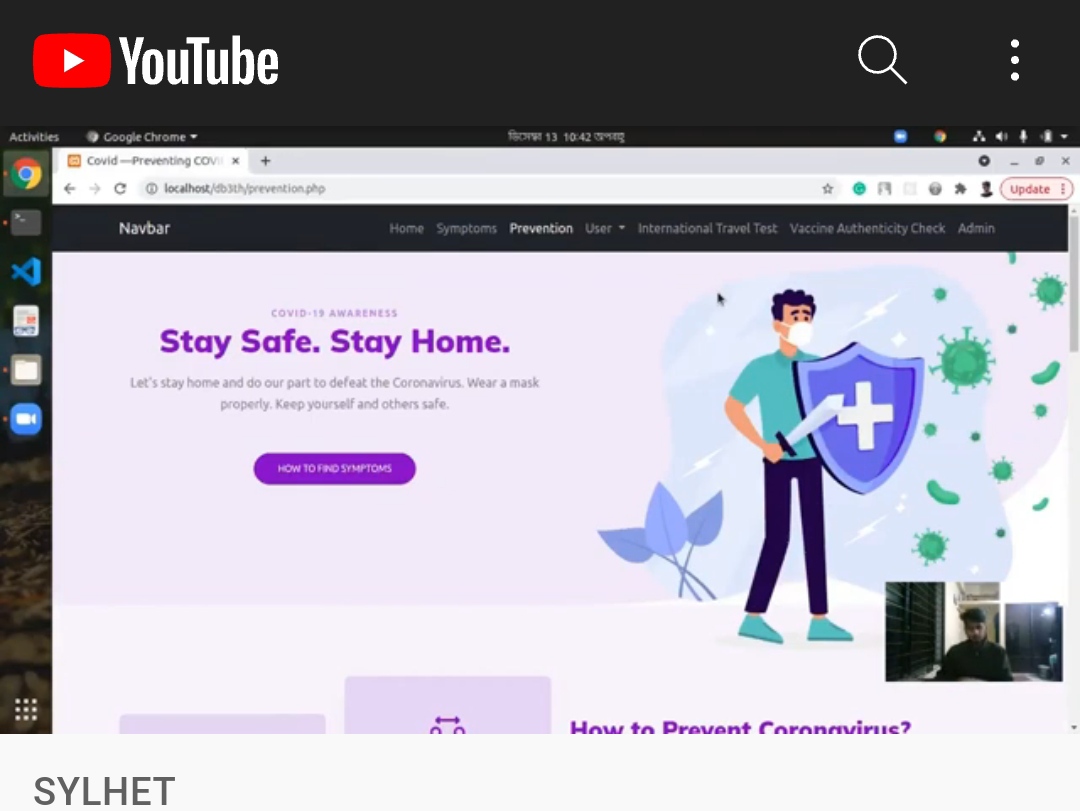 YouTube
Activities Google Chrome ডিসেম্বর 13 10:42 অপরাহ্ণ
Covid —Preventing COVI
localhost/db3th/prevention.php Update
Navbar Home Symptoms Prevention User International Travel Test Vaccine Authenticity Check Admin
COVID-19 AWARENESS
Stay Safe. Stay Home.
Let's stay home and do our part to defeat the Coronavirus. Wear a mask
properly. Keep yourself and others safe.
HOW TO FIND SYMPTOMS
How to Prevent Coronavirus?
SYLHET